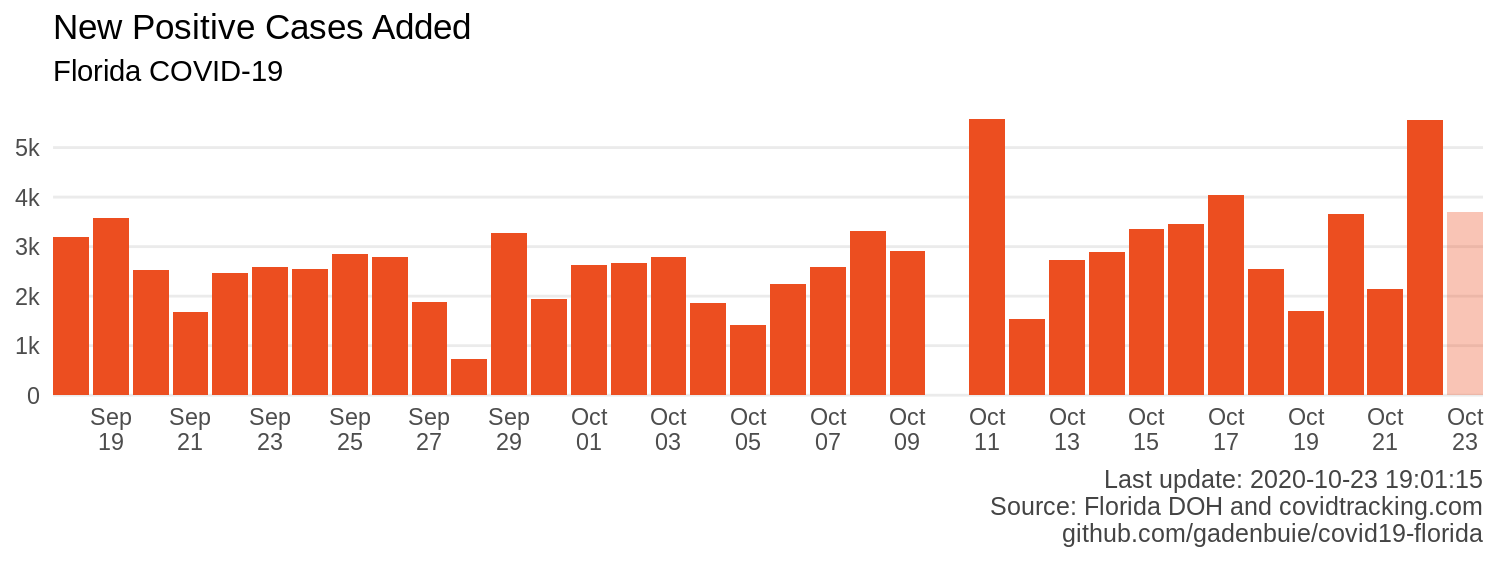 New Positive Cases Added
Florida COVID-19
5k
4k
3k
2k
1k
0
Sep Sep Sep Sep Sep Sep Oct Oct Oct Oct Oct Oct Oct Oct Oct Oct Oct Oct
19 21 23 25 27 29 01 03 05 07 09 11 13 15 17 19 21 23
Last update: 2020-10-23 19:01:15
Source: Florida DOH and covidtracking.com
github.com/gadenbuie/covid19-florida